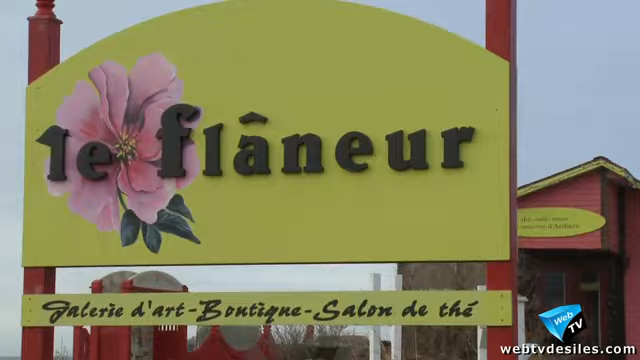 le flâneur
Galerie d'art-Boutique-Salon de thé
Web
TV
webtvdesiles.com